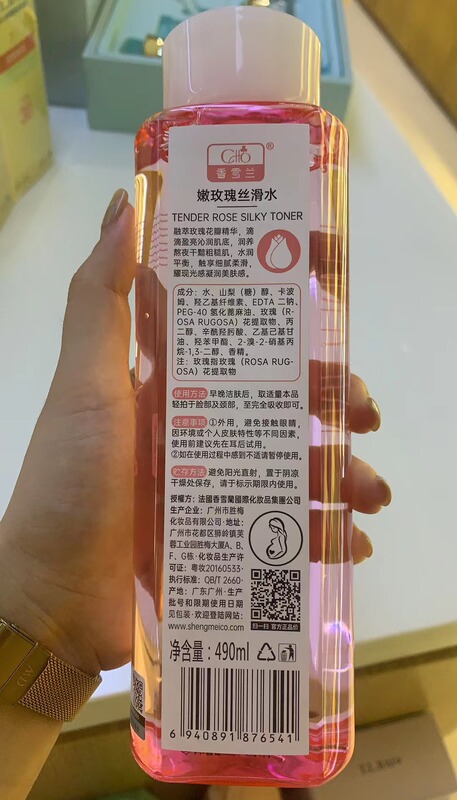 Cattō ®
香雪兰
嫩玫瑰丝滑水
TENDER ROSE SILKY TONER
融萃玫瑰花瓣精华，滴
滴盈亮沁润肌底，润养
熬夜干黯粗糙肌，水润
平衡，触享细腻柔滑，
耀现光感凝润美肤感。
成分：水、山梨（糖）醇、卡波
姆、羟乙基纤维素、EDTA 二钠、
PEG-40 氢化蓖麻油、玫瑰（R-
OSA RUGOSA）花提取物、丙
二醇、辛酰羟肟酸、乙基己基甘
油、羟苯甲酯、2-溴-2-硝基丙
烷-1,3-二醇、香精。
注：玫瑰指玫瑰（ROSA RUG-
OSA）花提取物
使用方法 早晚洁肤后，取适量本品
轻拍于脸部及颈部，至完全吸收即可。
注意事项 ①外用，避免接触眼睛，
因环境或个人皮肤特性等不同因素，
使用前建议先在耳后试用。
②如在使用过程中感到不适请暂停使用。
贮存方法 避免阳光直射，置于阴凉
干燥处保存，请于标示期限内使用。
授權方：法國香雪蘭國際化妝品集團公司
生产企业：广州市胜梅
化妆品有限公司·地址：
广州市花都区狮岭镇芙
蓉工业园胜梅大厦A、B、
F、G栋·化妆品生产许
可证：粤妆20160533·
执行标准：QB/T 2660·
产地：广东广州·生产
批号和限期使用日期
见包装·欢迎登陆网站：
www.shengmeico.com
扫一扫 官方正品价
净含量：490ml
6 940891 876541